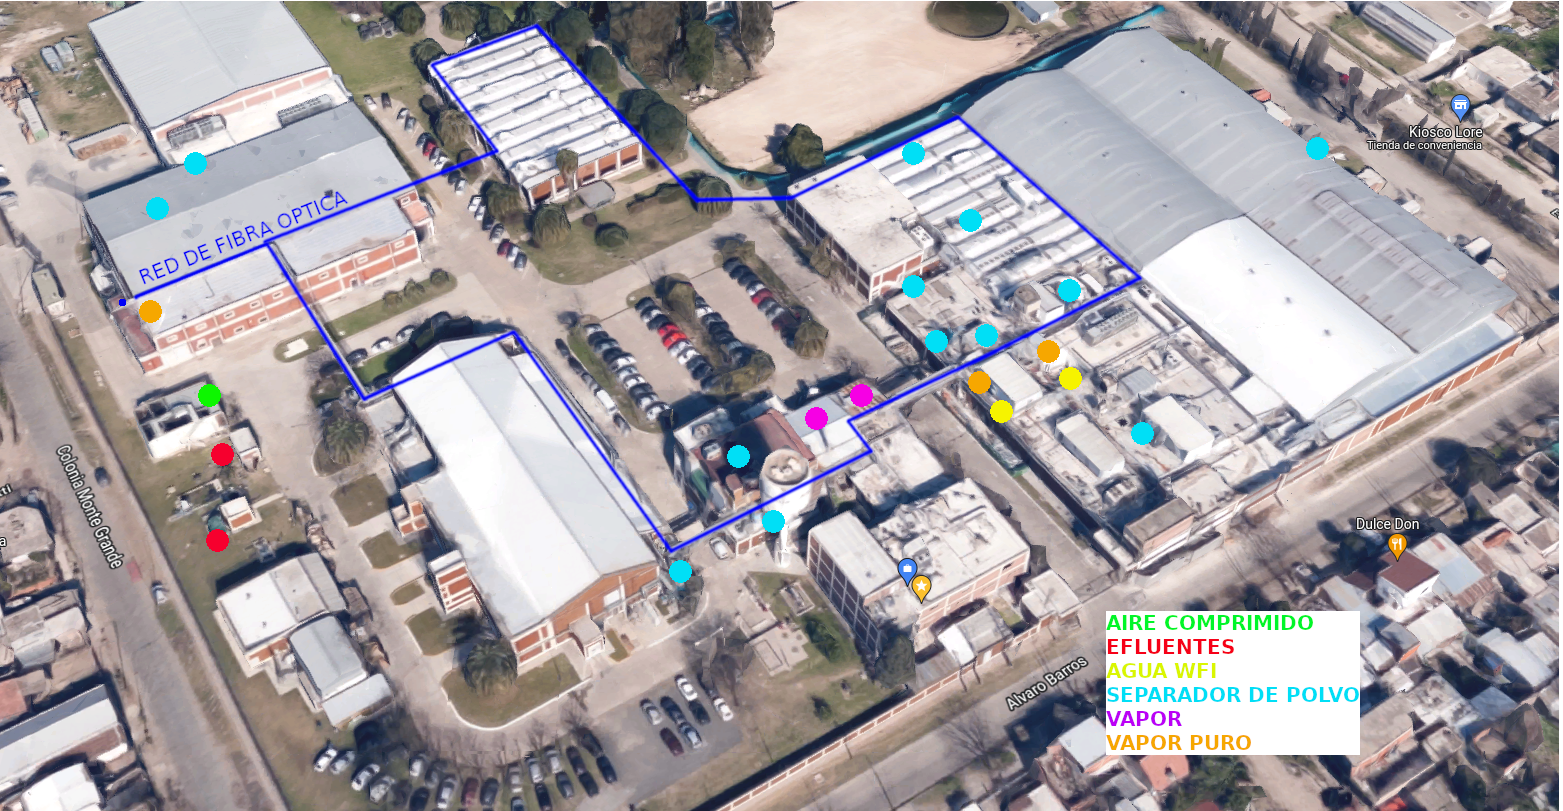 Kiosco Lore
Tienda de conveniencia
RED DE FIBRA OPTICA
Colonia Monte Grande
Dulce Don
Alvaro Barros
AIRE COMPRIMIDO
EFLUENTES
AGUA WFI
SEPARADOR DE POLVO
VAPOR
VAPOR PURO